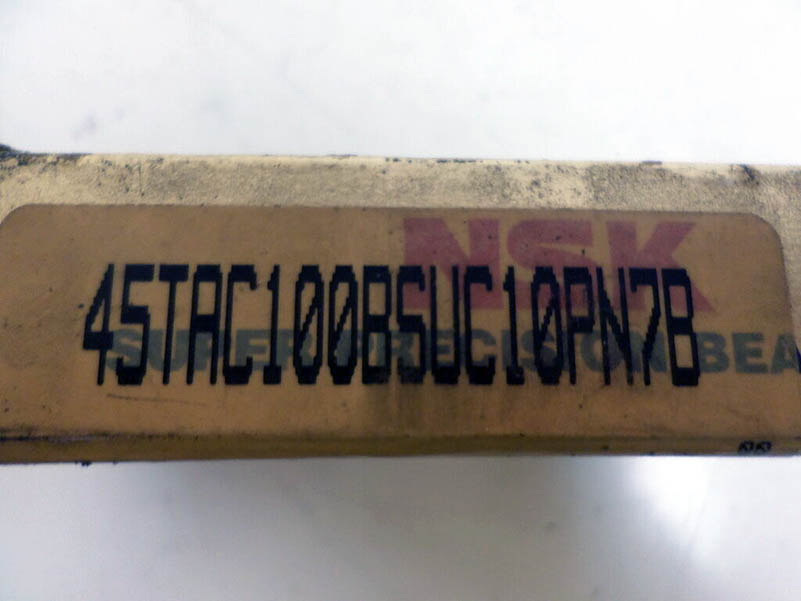 NSK
45TAC100BSUC10PN7B
SUPER PRECISION BEA